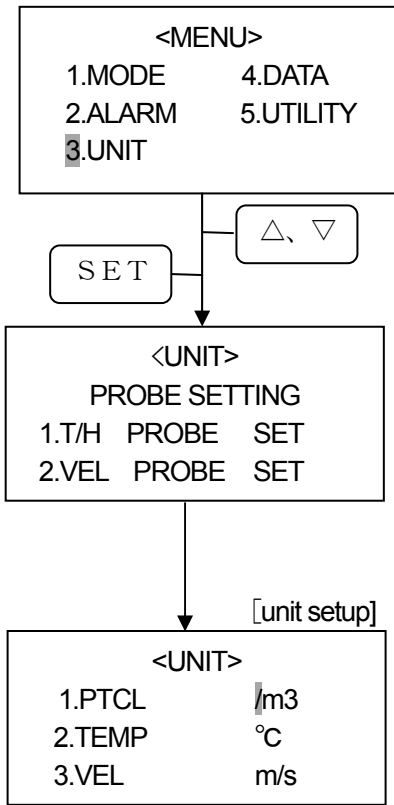 <MENU>
1.MODE 4.DATA
2.ALARM 5.UTILITY
3.UNIT
△、▽
SET
<UNIT>
PROBE SETTING
1.T/H PROBE SET
2.VEL PROBE SET
[unit setup]
<UNIT>
1.PTCL /m3
2.TEMP ℃
3.VEL m/s